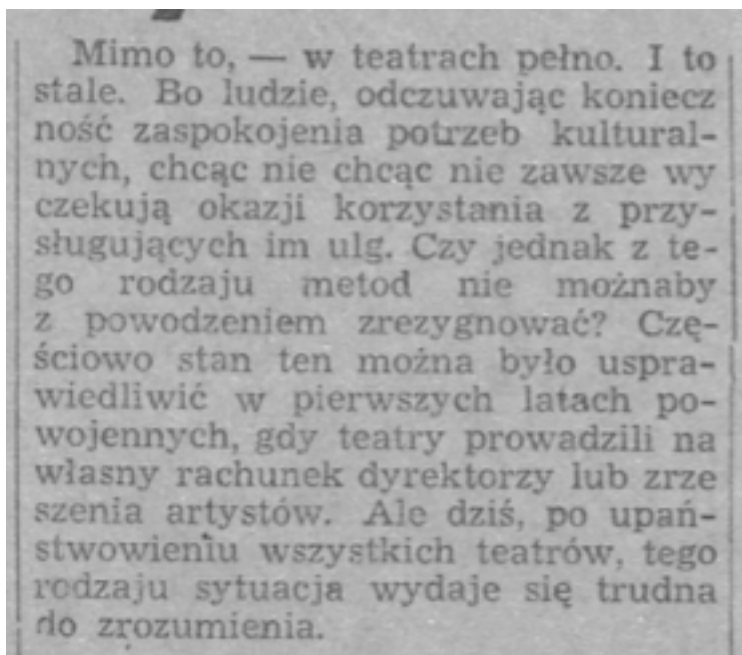 Mimo to, — w teatrach pełno. I to
stale. Bo ludzie, odczuwając koniecz
ność zaspokojenia potrzeb kultural-
nych, chcąc nie chcąc nie zawsze wy
czekują okazji korzystania z przy-
sługujących im ulg. Czy jednak z te-
go rodzaju metod nie możnaby
z powodzeniem zrezygnować? Czę-
ściowo stan ten można było uspra-
wiedliwić w pierwszych latach po-
wojennych, gdy teatry prowadzili na
własny rachunek dyrektorzy lub zrze
szenia artystów. Ale dziś, po upań-
stwowieniu wszystkich teatrów, tego
rodzaju sytuacja wydaje się trudna
do zrozumienia.